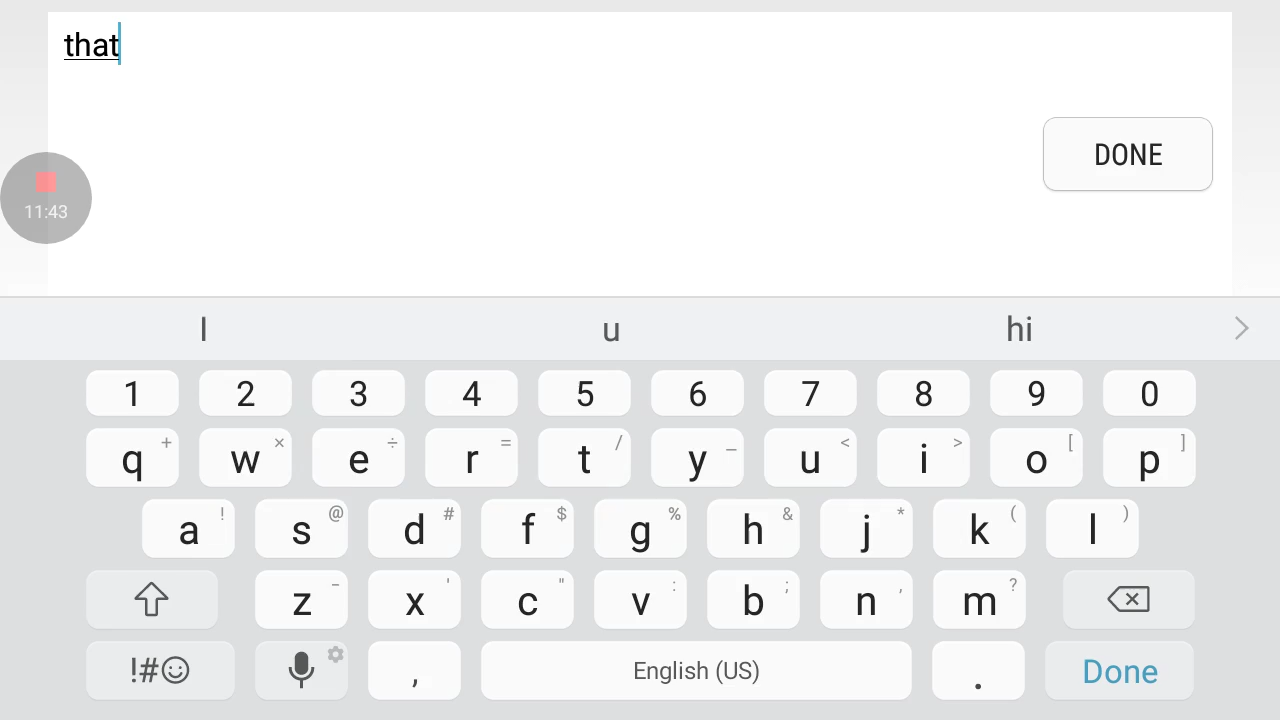 that
DONE
11:43
I u hi
1 2 3 4 5 6 7 8 9 0
q + w × e ÷ r = t / y _ u < i > o [ p ]
a ! s @ d # f $ g % h & j * k ( l )
z - x ' c " v : b ; n , m ?
!#☺ , English (US) . Done